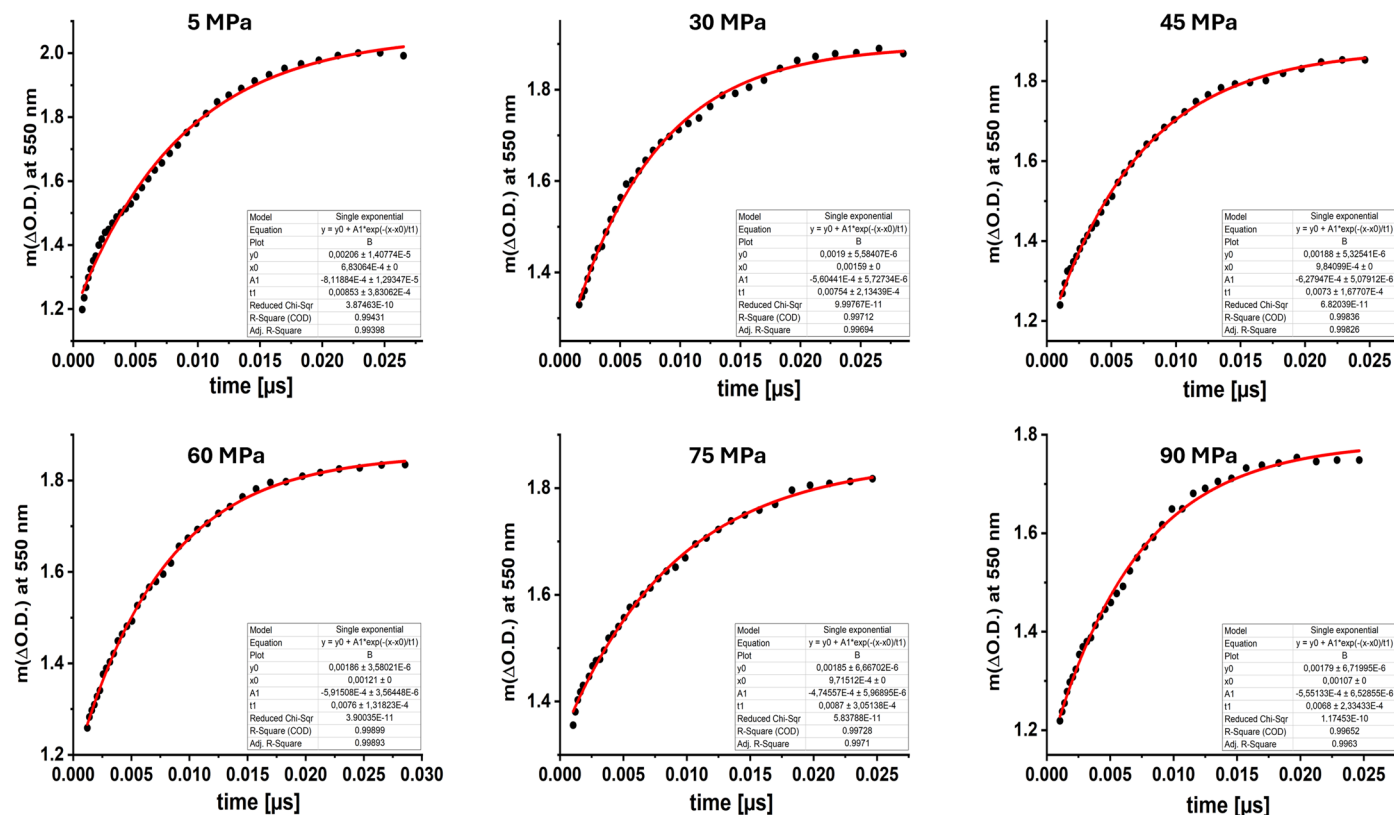 5 MPa
m(ΔO.D.) at 550 nm
2.0
1.8
1.6
1.4
1.2
0.000 0.005 0.010 0.015 0.020 0.025
time [µs]
Model Single exponential
Equation y = y0 + A1*exp(-(x-x0)/t1)
Plot B
y0 0,00206 ± 1,40774E-5
x0 6,83064E-4 ± 0
A1 -8,11884E-4 ± 1,29347E-5
t1 0,00853 ± 3,83062E-4
Reduced Chi-Sqr 3.87463E-10
R-Square (COD) 0.99431
Adj. R-Square 0.99398
30 MPa
m(ΔO.D.) at 550 nm
1.8
1.6
1.4
0.000 0.005 0.010 0.015 0.020 0.025
time [µs]
Model Single exponential
Equation y = y0 + A1*exp(-(x-x0)/t1)
Plot B
y0 0,0019 ± 5,58407E-6
x0 0,00159 ± 0
A1 -5,60441E-4 ± 5,72734E-6
t1 0,00754 ± 2,13439E-4
Reduced Chi-Sqr 9.99767E-11
R-Square (COD) 0.99712
Adj. R-Square 0.99694
45 MPa
m(ΔO.D.) at 550 nm
2.0
1.8
1.6
1.4
1.2
0.000 0.005 0.010 0.015 0.020 0.025
time [µs]
Model Single exponential
Equation y = y0 + A1*exp(-(x-x0)/t1)
Plot B
y0 0,00188 ± 5,32541E-6
x0 9,84099E-4 ± 0
A1 -6,27947E-4 ± 5,07912E-6
t1 0,0073 ± 1,67707E-4
Reduced Chi-Sqr 6.82039E-11
R-Square (COD) 0.99836
Adj. R-Square 0.99826
60 MPa
m(ΔO.D.) at 550 nm
1.8
1.6
1.4
1.2
0.000 0.005 0.010 0.015 0.020 0.025 0.030
time [µs]
Model Single exponential
Equation y = y0 + A1*exp(-(x-x0)/t1)
Plot B
y0 0,00186 ± 3,58021E-6
x0 0,00121 ± 0
A1 -5,91508E-4 ± 3,56448E-6
t1 0,0076 ± 1,31823E-4
Reduced Chi-Sqr 3.90035E-11
R-Square (COD) 0.99899
Adj. R-Square 0.99893
75 MPa
m(ΔO.D.) at 550 nm
1.8
1.6
1.4
0.000 0.005 0.010 0.015 0.020 0.025
time [µs]
Model Single exponential
Equation y = y0 + A1*exp(-(x-x0)/t1)
Plot B
y0 0,00185 ± 6,66702E-6
x0 9,71512E-4 ± 0
A1 -4,74557E-4 ± 5,96895E-6
t1 0,0087 ± 3,05138E-4
Reduced Chi-Sqr 5.83788E-11
R-Square (COD) 0.99728
Adj. R-Square 0.9971
90 MPa
m(ΔO.D.) at 550 nm
1.8
1.6
1.4
1.2
0.000 0.005 0.010 0.015 0.020 0.025
time [µs]
Model Single exponential
Equation y = y0 + A1*exp(-(x-x0)/t1)
Plot B
y0 0,00179 ± 6,71995E-6
x0 0,00107 ± 0
A1 -5,55133E-4 ± 6,52855E-6
t1 0,0068 ± 2,33433E-4
Reduced Chi-Sqr 1.17453E-10
R-Square (COD) 0.99652
Adj. R-Square 0.9963